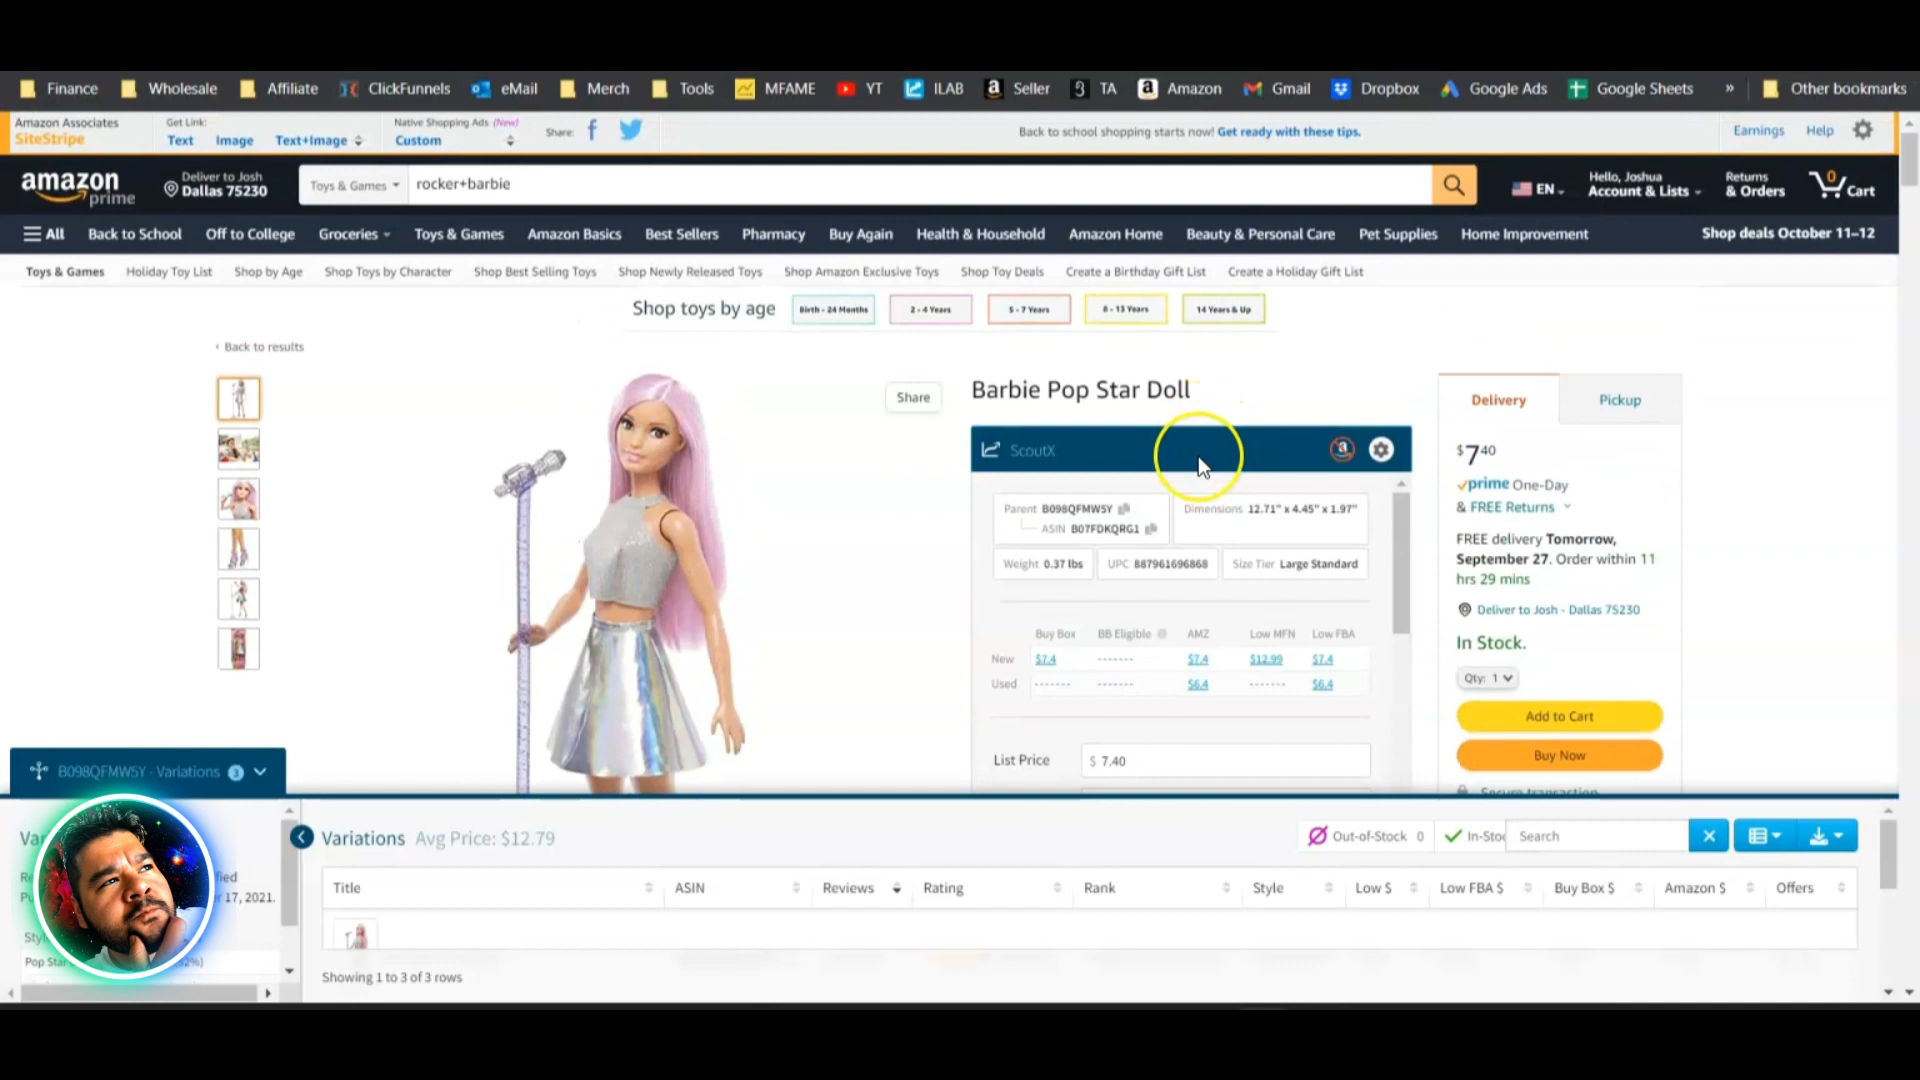 Finance Wholesale Affiliate ClickFunnels eMail Merch Tools MFAME YT ILAB Seller TA Amazon Gmail Dropbox Google Ads Google Sheets » Other bookmarks
Amazon Associates
SiteStripe
Get Link:
Text Image Text+Image
Native Shopping Ads (New)
Custom
Share:
Back to school shopping starts now! Get ready with these tips.
Earnings Help
amazon
prime
Deliver to Josh
Dallas 75230
Toys & Games
rocker+barbie
EN
Hello, Joshua
Account & Lists
Returns
& Orders
0
Cart
All Back to School Off to College Groceries Toys & Games Amazon Basics Best Sellers Pharmacy Buy Again Health & Household Amazon Home Beauty & Personal Care Pet Supplies Home Improvement Shop deals October 11–12
Toys & Games Holiday Toy List Shop by Age Shop Toys by Character Shop Best Selling Toys Shop Newly Released Toys Shop Amazon Exclusive Toys Shop Toy Deals Create a Birthday Gift List Create a Holiday Gift List
Shop toys by age Birth - 24 Months 2 - 4 Years 5 - 7 Years 8 - 13 Years 14 Years & Up
‹ Back to results
Share
Barbie Pop Star Doll
ScoutX
Parent B098QFMW5Y
ASIN B07FDKQRG1
Dimensions 12.71" x 4.45" x 1.97"
Weight 0.37 lbs UPC 887961696868 Size Tier Large Standard
Buy Box BB Eligible AMZ Low MFN Low FBA
New $7.4 ------- $7.4 $12.99 $7.4
Used ------- ------- $6.4 ------- $6.4
List Price $ 7.40
Delivery Pickup
$7 40
prime One-Day
& FREE Returns
FREE delivery Tomorrow,
September 27. Order within 11
hrs 29 mins
Deliver to Josh - Dallas 75230
In Stock.
Qty: 1
Add to Cart
Buy Now
Secure transaction
B098QFMW5Y - Variations 3
17, 2021.
Pop Star
Variations Avg Price: $12.79
Out-of-Stock 0
In-Stoc
Search
Title ASIN Reviews Rating Rank Style Low $ Low FBA $ Buy Box $ Amazon $ Offers
Showing 1 to 3 of 3 rows